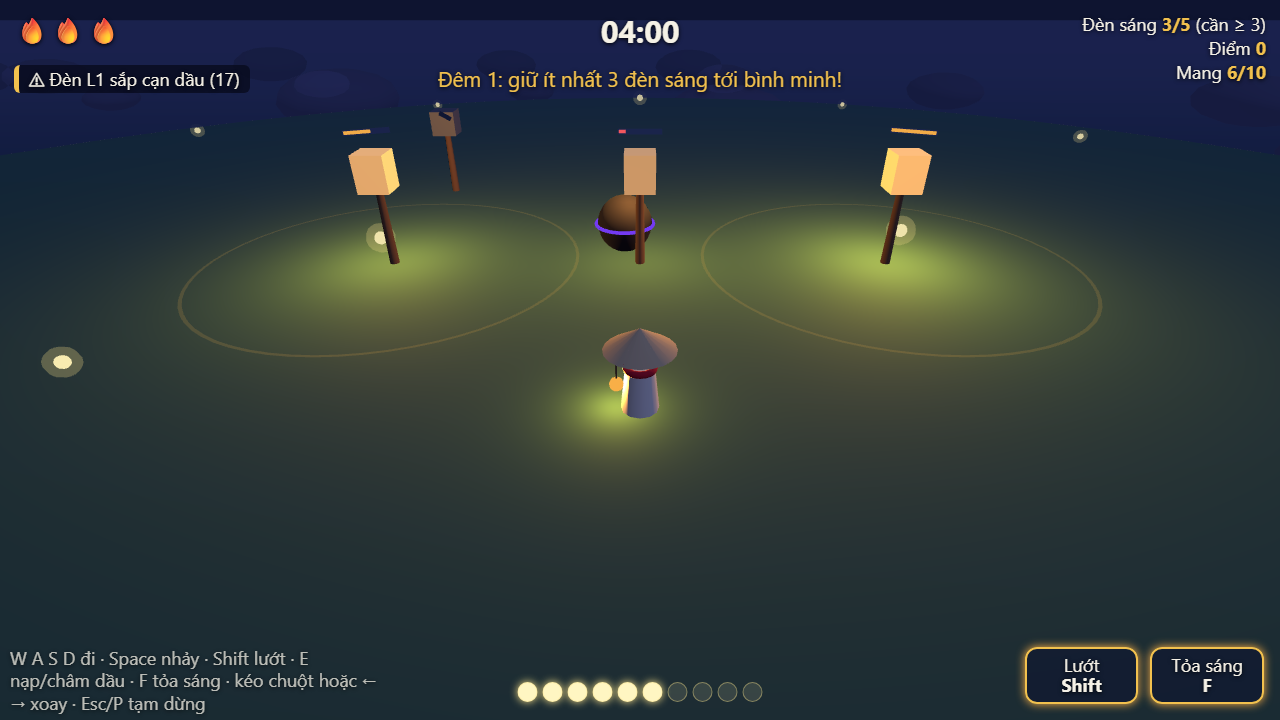 04:00
Đèn sáng 3/5 (cần ≥ 3)
Điểm 0
Mang 6/10
⚠ Đèn L1 sắp cạn dầu (17)
Đêm 1: giữ ít nhất 3 đèn sáng tới bình minh!
W A S D đi · Space nhảy · Shift lướt · E
nạp/châm dầu · F tỏa sáng · kéo chuột hoặc ←
→ xoay · Esc/P tạm dừng
Lướt
Shift
Tỏa sáng
F